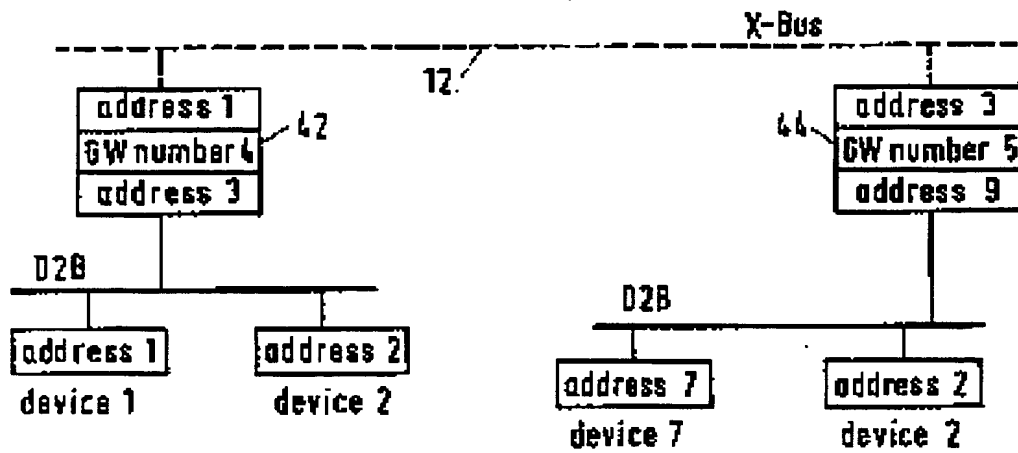 X-Bus
12.
address 1
GW number 4
address 3
42
address 3
GW number 5
address 9
44
D2B
address 1
address 2
device 1
device 2
D2B
address 7
address 2
device 7
device 2